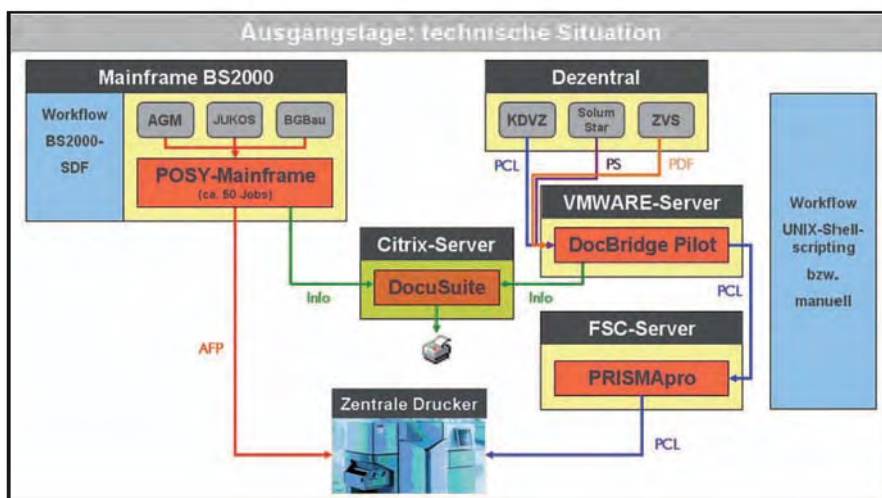 Ausgangslage: technische Situation
Mainframe BS2000
Workflow
BS2000-
SDF
AGM
JUKOS
BGBau
POSY-Mainframe
(ca. 50 Jobs)
Dezentral
KDVZ
Solum
Star
ZVS
PCL
PS
PDF
VMWARE-Server
DocBridge Pilot
Workflow
UNIX-Shell-
scripting
bzw.
manuell
Citrix-Server
DocuSuite
Info
Info
PCL
AFP
FSC-Server
PRISMApro
Zentrale Drucker
PCL